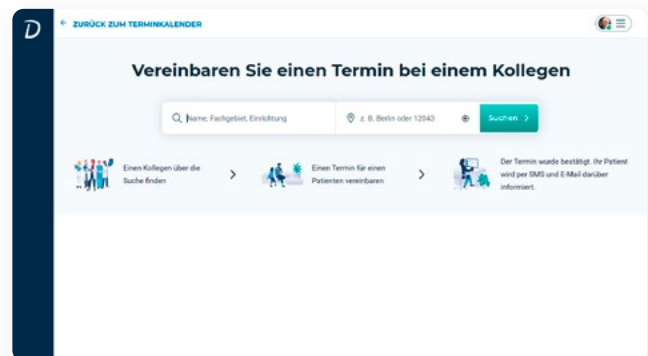 D
← ZURÜCK ZUM TERMINKALENDER
Vereinbaren Sie einen Termin bei einem Kollegen
Name, Fachgebiet, Einrichtung
z. B. Berlin oder 12043
Suchen >
Einen Kollegen über die
Suche finden
>
Einen Termin für einen
Patienten vereinbaren
>
Der Termin wurde bestätigt. Ihr Patient
wird per SMS und E-Mail darüber
informiert.